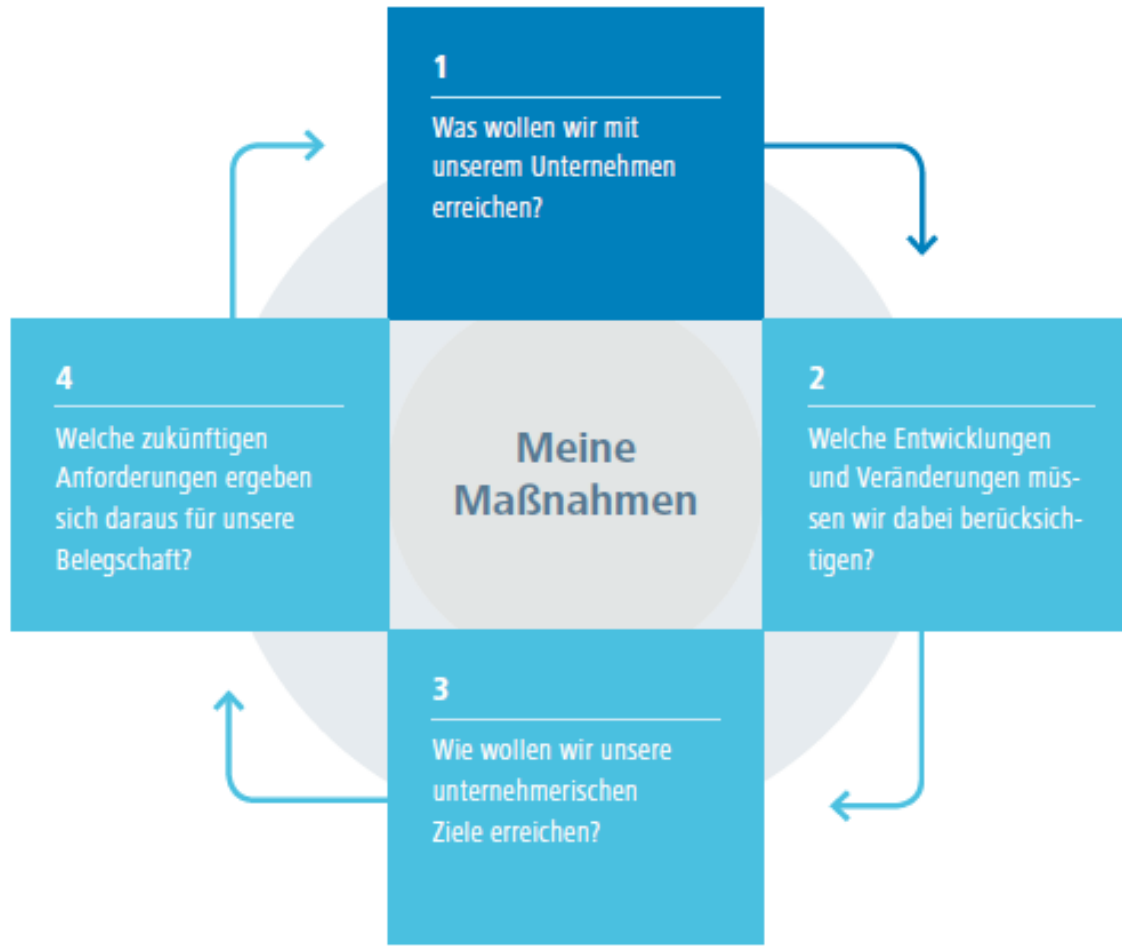 1
Was wollen wir mit
unserem Unternehmen
erreichen?
4
Welche zukünftigen
Anforderungen ergeben
sich daraus für unsere
Belegschaft?
Meine
Maßnahmen
2
Welche Entwicklungen
und Veränderungen müs-
sen wir dabei berücksich-
tigen?
3
Wie wollen wir unsere
unternehmerischen
Ziele erreichen?